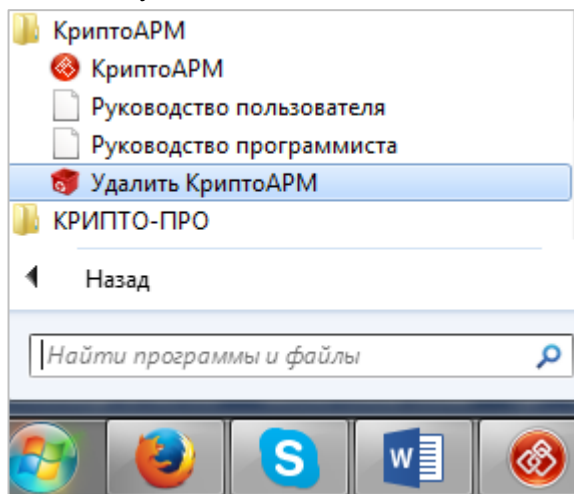 КриптоАРМ
КриптоАРМ
Руководство пользователя
Руководство программиста
Удалить КриптоАРМ
КРИПТО-ПРО
Назад
Найти программы и файлы
S
W